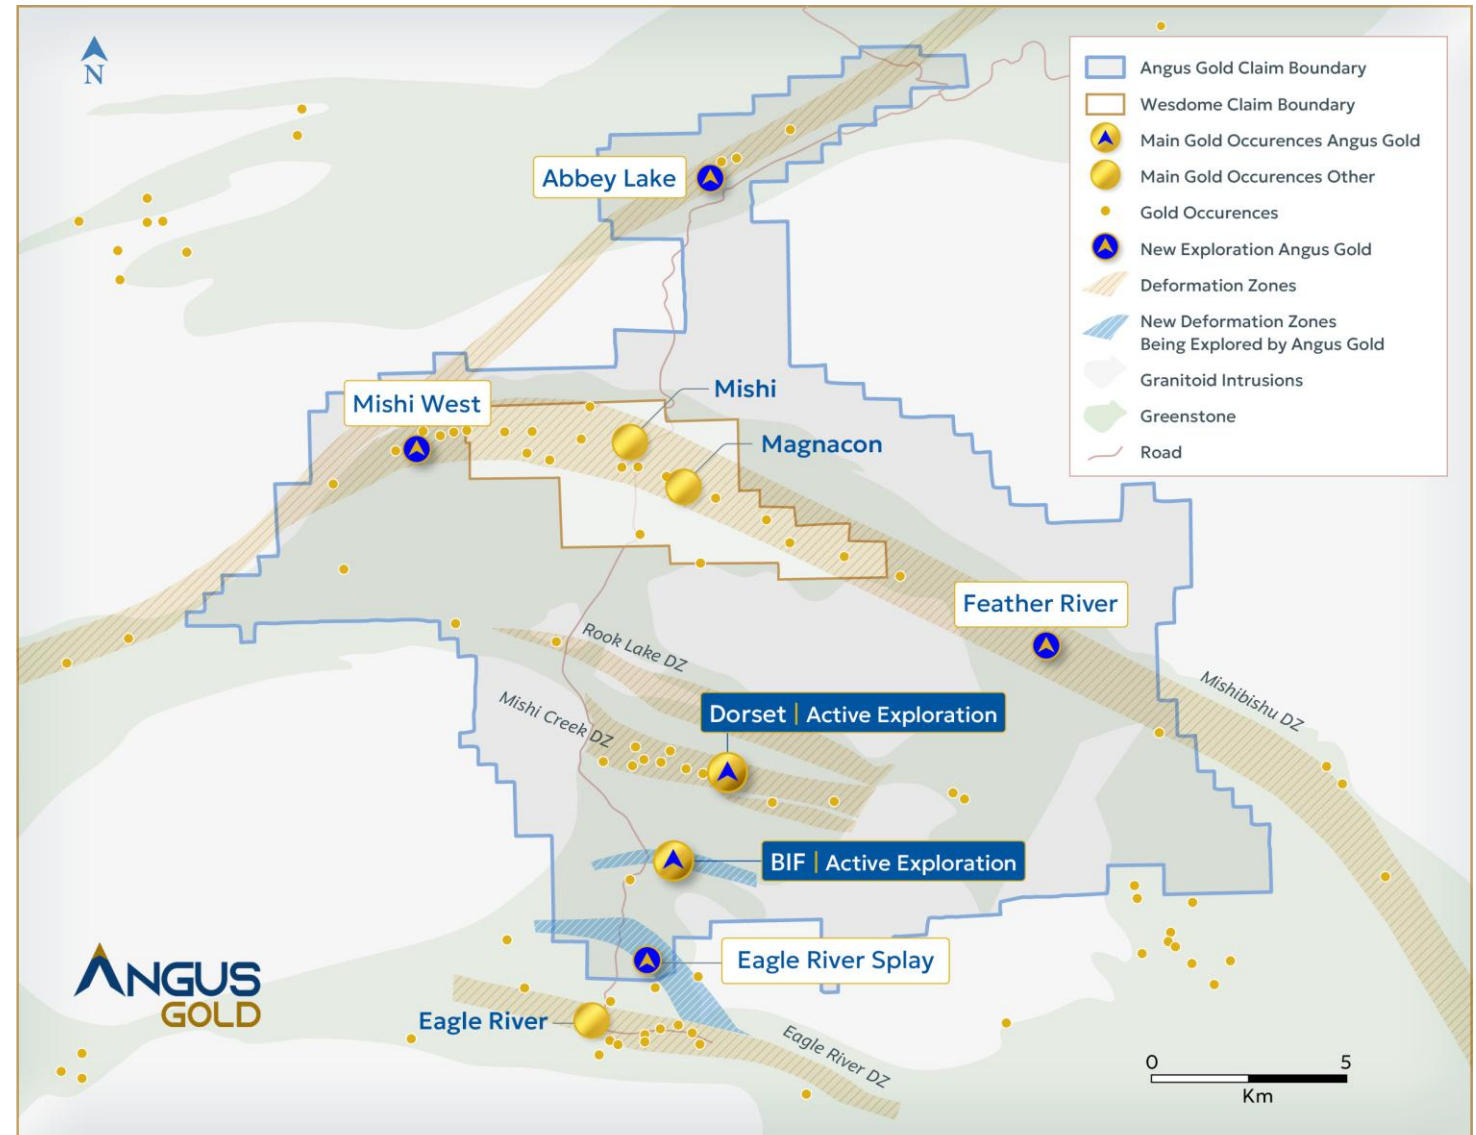 N
Angus Gold Claim Boundary
Wesdome Claim Boundary
Main Gold Occurences Angus Gold
Main Gold Occurences Other
Gold Occurences
New Exploration Angus Gold
Deformation Zones
New Deformation Zones
Being Explored by Angus Gold
Granitoid Intrusions
Greenstone
Road
Abbey Lake
Mishi
Mishi West
Magnacon
Feather River
Rook Lake DZ
Mishibishu DZ
Mishi Creek DZ
Dorset | Active Exploration
BIF | Active Exploration
Eagle River Splay
ANGUS
GOLD
Eagle River
Eagle River DZ
0 5
Km